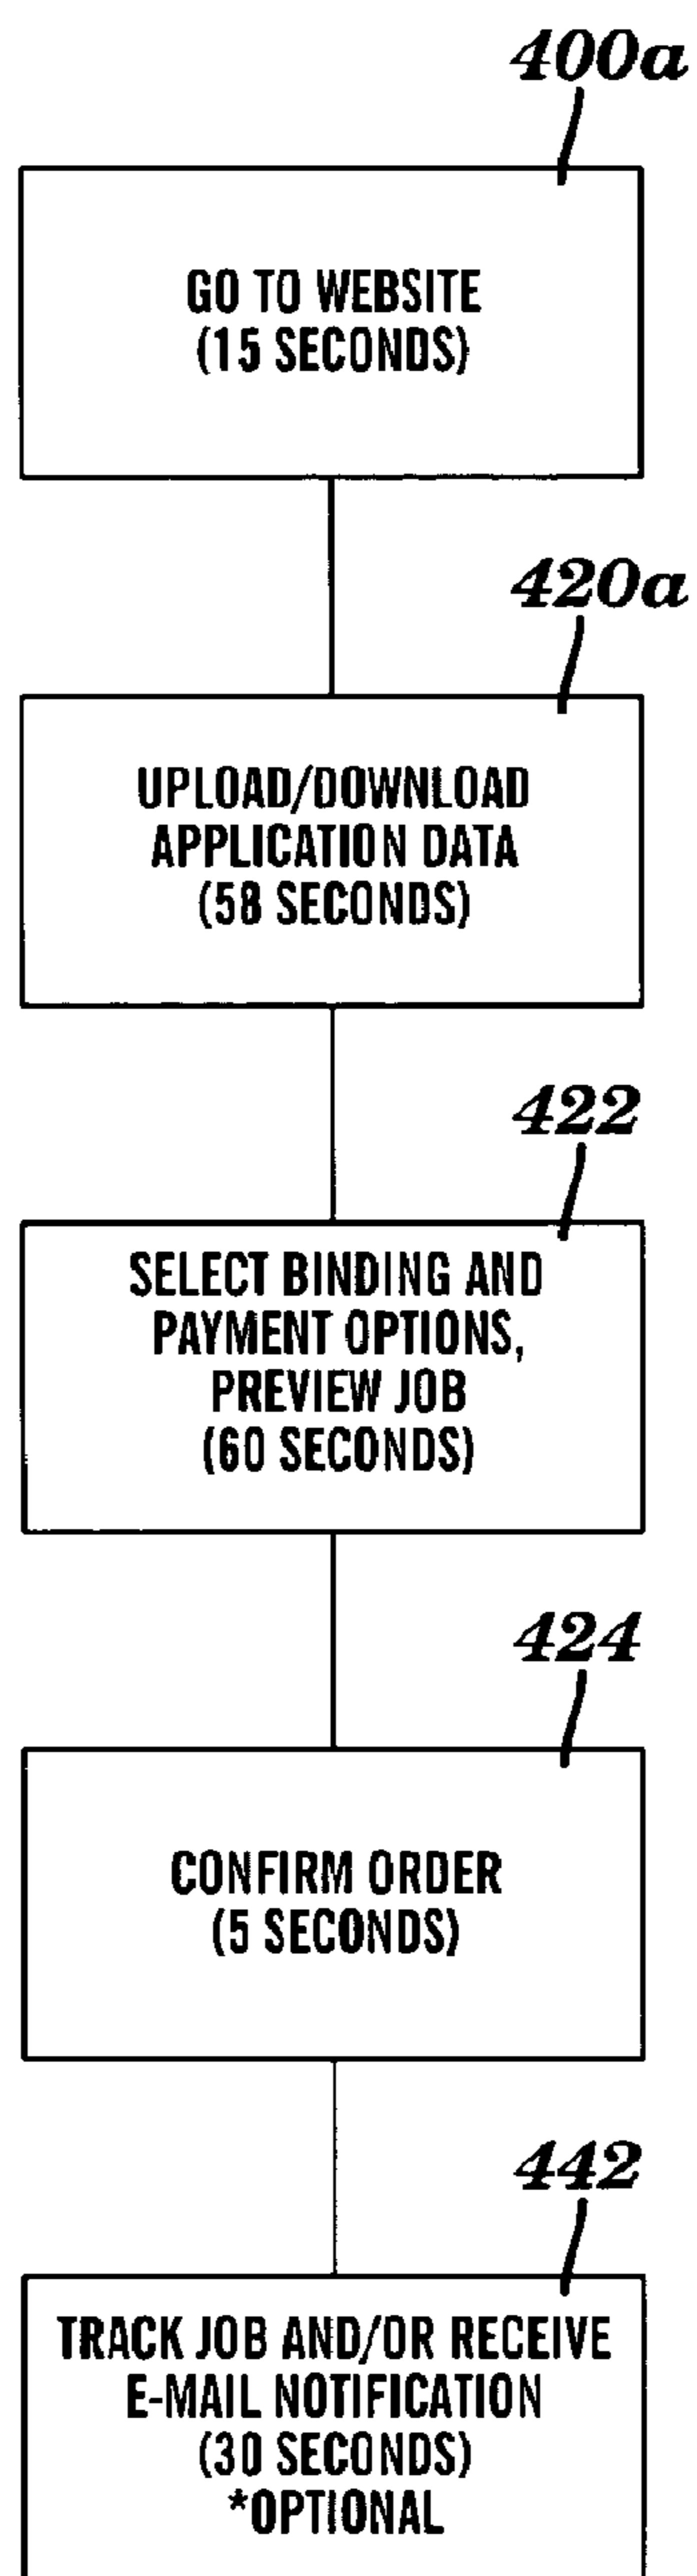 400a
GO TO WEBSITE
(15 SECONDS)
420a
UPLOAD/DOWNLOAD
APPLICATION DATA
(58 SECONDS)
422
SELECT BINDING AND
PAYMENT OPTIONS,
PREVIEW JOB
(60 SECONDS)
424
CONFIRM ORDER
(5 SECONDS)
442
TRACK JOB AND/OR RECEIVE
E-MAIL NOTIFICATION
(30 SECONDS)
*OPTIONAL